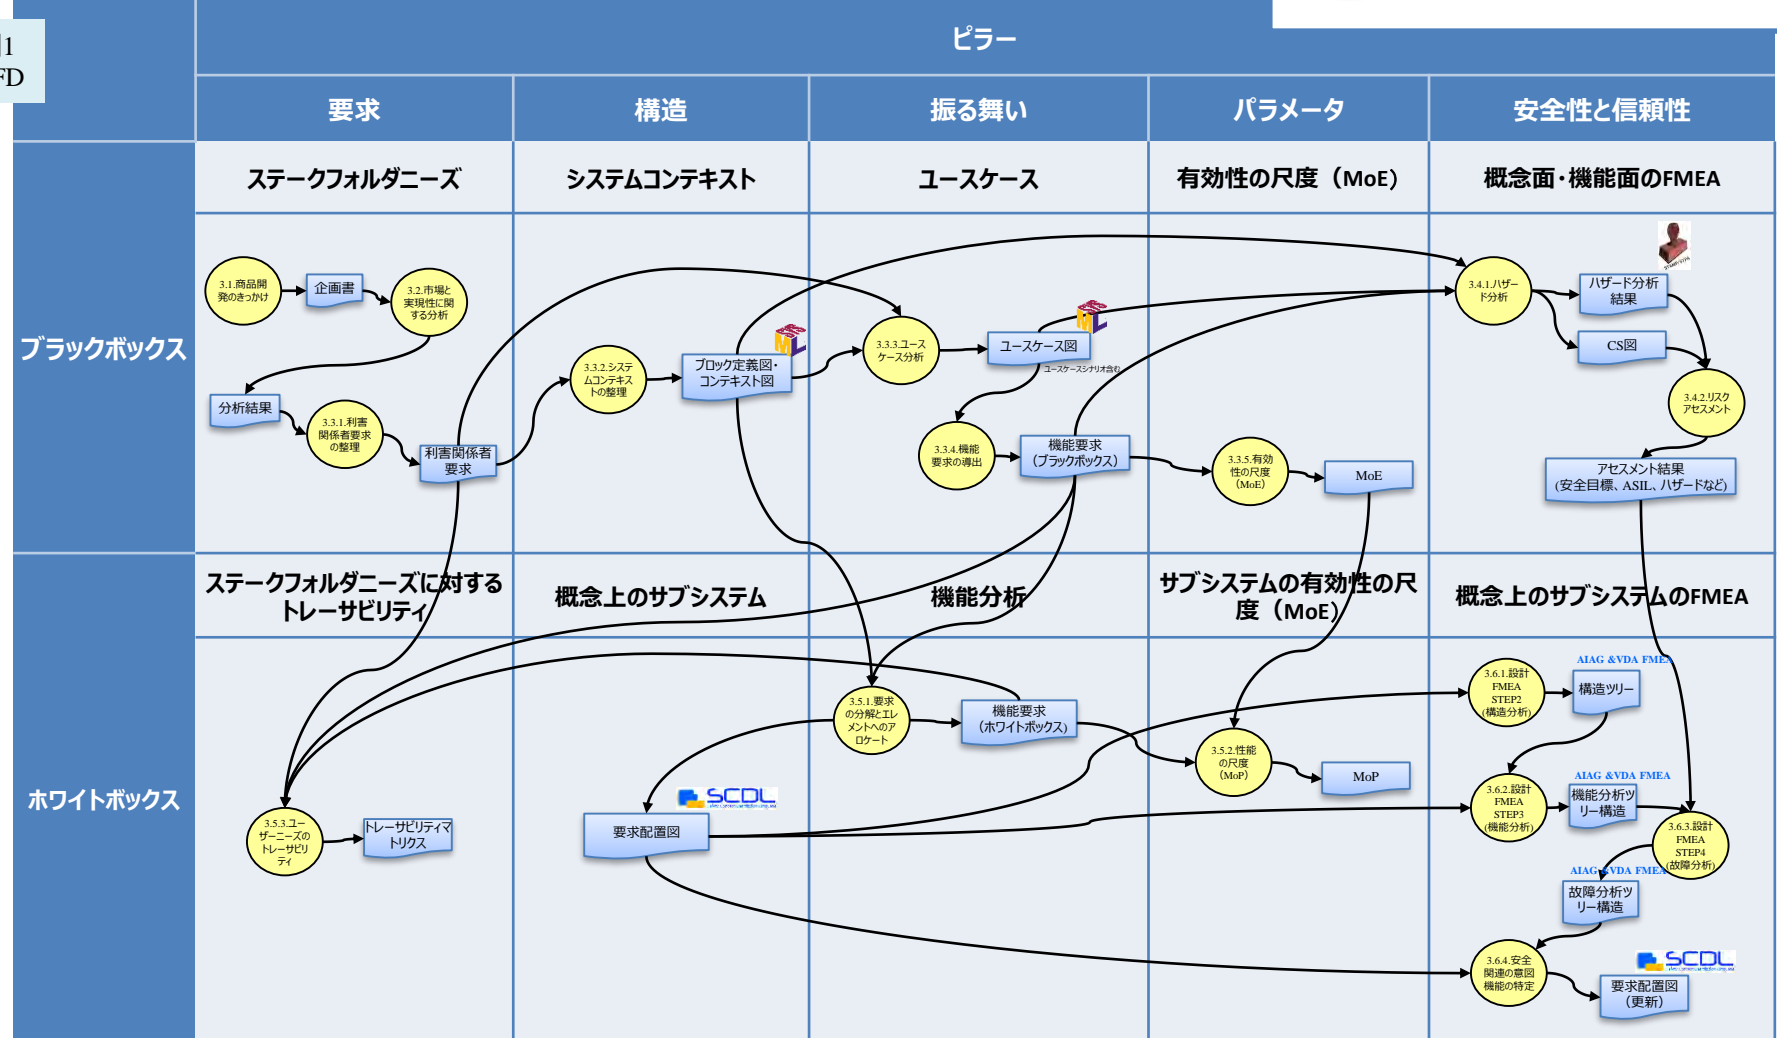 1
FD
ピラー
要求
構造
振る舞い
パラメータ
安全性と信頼性
ブラックボックス
ステークフォルダニーズ
システムコンテキスト
ユースケース
有効性の尺度（MoE）
概念面・機能面のFMEA
3.1.商品開
発のきっかけ
企画書
3.2.市場と
実現性に関
する分析
分析結果
3.3.1.利害
関係者要求
の整理
利害関係者
要求
3.3.2.システ
ムコンテキス
トの整理
ブロック定義図・
コンテキスト図
3.3.3.ユース
ケース分析
ユースケース図
ユースケースシナリオ含む
3.3.4.機能
要求の導出
機能要求
（ブラックボックス）
3.3.5.有効
性の尺度
（MoE）
MoE
3.4.1.ハザー
ド分析
ハザード分析
結果
CS図
3.4.2.リスク
アセスメント
アセスメント結果
(安全目標、ASIL、ハザードなど)
ホワイトボックス
ステークフォルダニーズに対する
トレーサビリティ
概念上のサブシステム
機能分析
サブシステムの有効性の尺
度（MoE）
概念上のサブシステムのFMEA
3.5.3.ユー
ザーニーズの
トレーサビリ
ティ
トレーサビリティマ
トリクス
SCDL
要求配置図
3.5.1.要求
の分解とエレ
メントへのア
ロケート
機能要求
（ホワイトボックス）
3.5.2.性能
の尺度
（MoP）
MoP
3.6.1.設計
FMEA
STEP2
(構造分析)
AIAG &VDA FMEA
構造ツリー
3.6.2.設計
FMEA
STEP3
(機能分析)
AIAG &VDA FMEA
機能分析ツ
リー構造
3.6.3.設計
FMEA
STEP4
(故障分析)
AIAG &VDA FMEA
故障分析ツ
リー構造
3.6.4.安全
関連の意図
機能の特定
SCDL
要求配置図
（更新）